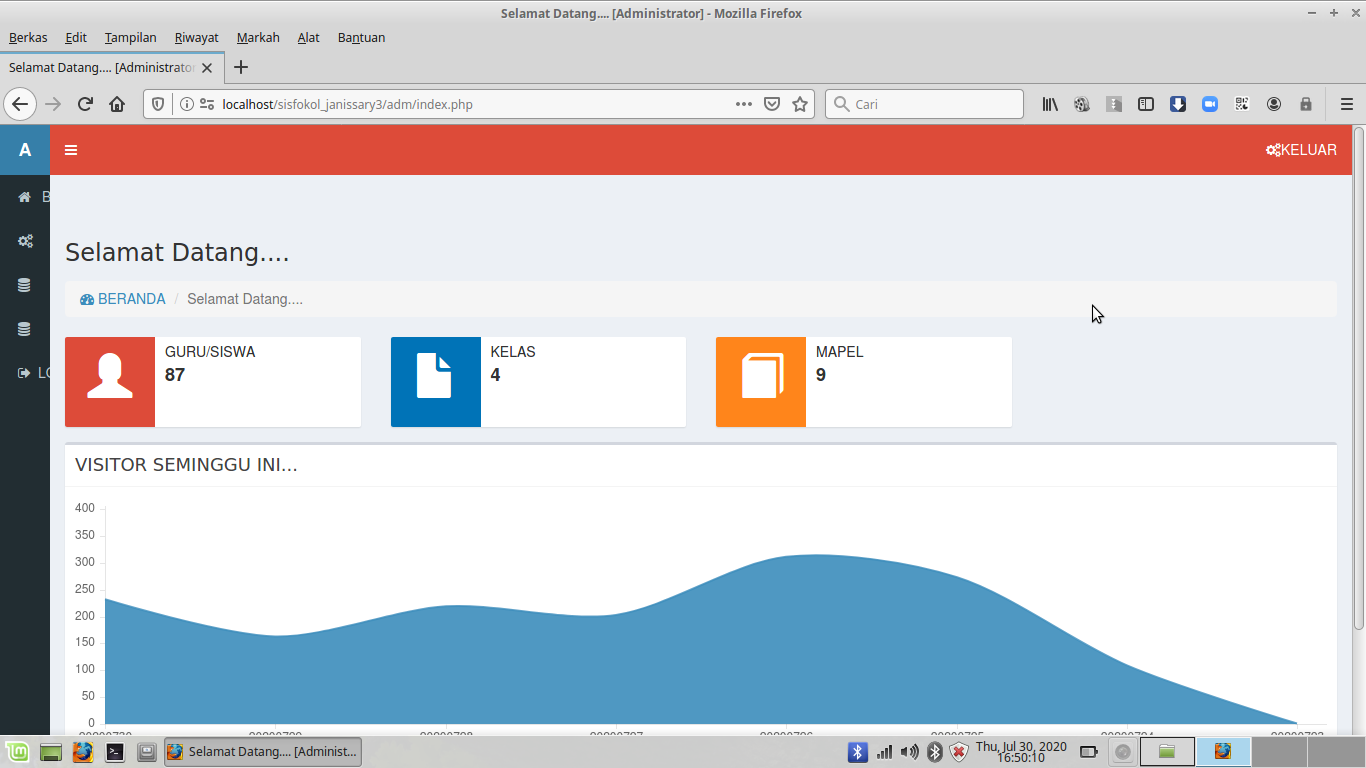 Selamat Datang.... [Administrator] - Mozilla Firefox
Berkas Edit Tampilan Riwayat Markah Alat Bantuan
Selamat Datang.... [Administrato
localhost/sisfokol_janissary3/adm/index.php
Cari
A
KELUAR
B
LO
Selamat Datang....
BERANDA / Selamat Datang....
GURU/SISWA
87
KELAS
4
MAPEL
9
VISITOR SEMINGGU INI...
400
350
300
250
200
150
100
50
0
Selamat Datang.... [Administ...
Thu, Jul 30, 2020
16:50:10